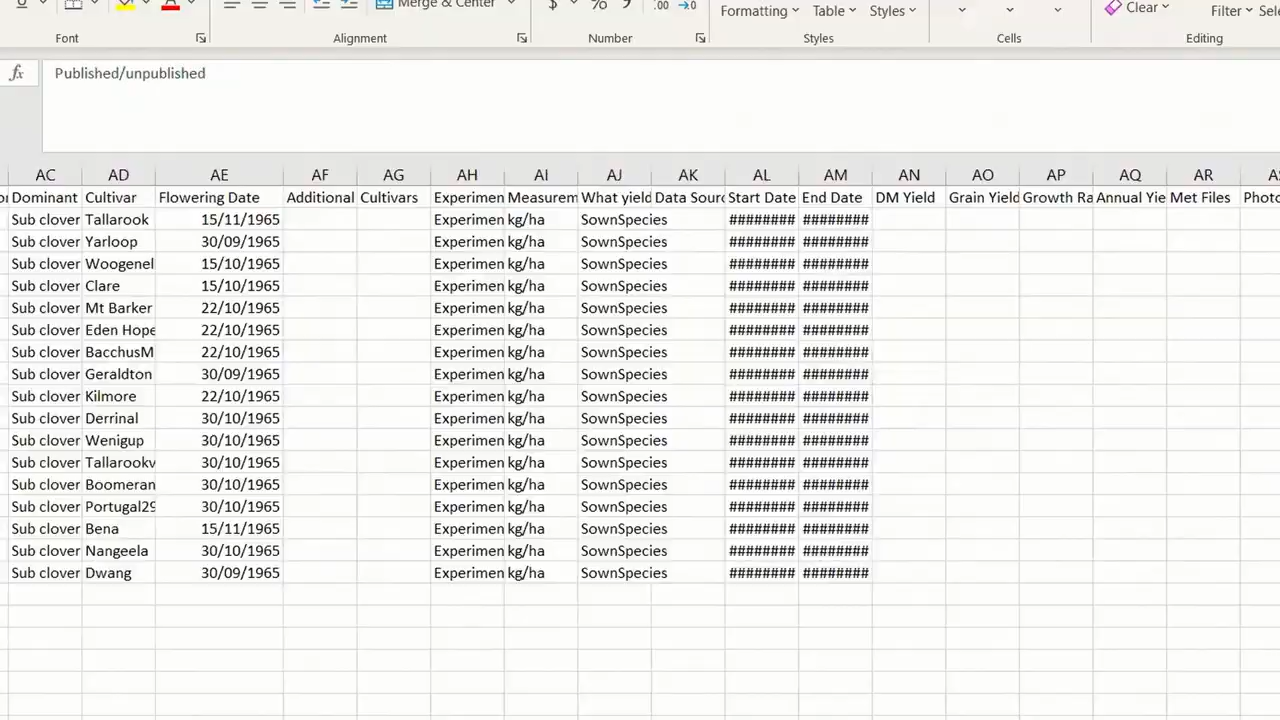 Merge & Center
$ % 9 .00 →0
Formatting Table Styles
Clear
Filter Sele
Font Alignment Number Styles Cells Editing
fx Published/unpublished
AC AD AE AF AG AH AI AJ AK AL AM AN AO AP AQ AR AS
Dominant Cultivar Flowering Date Additional Cultivars Experimen Measurem What yield Data Sourc Start Date End Date DM Yield Grain Yield Growth Ra Annual Yie Met Files Photo
Sub clover Tallarook 15/11/1965 Experimen kg/ha SownSpecies ######## ########
Sub clover Yarloop 30/09/1965 Experimen kg/ha SownSpecies ######## ########
Sub clover Woogenel 15/10/1965 Experimen kg/ha SownSpecies ######## ########
Sub clover Clare 15/10/1965 Experimen kg/ha SownSpecies ######## ########
Sub clover Mt Barker 22/10/1965 Experimen kg/ha SownSpecies ######## ########
Sub clover Eden Hope 22/10/1965 Experimen kg/ha SownSpecies ######## ########
Sub clover BacchusM 22/10/1965 Experimen kg/ha SownSpecies ######## ########
Sub clover Geraldton 30/09/1965 Experimen kg/ha SownSpecies ######## ########
Sub clover Kilmore 22/10/1965 Experimen kg/ha SownSpecies ######## ########
Sub clover Derrinal 30/10/1965 Experimen kg/ha SownSpecies ######## ########
Sub clover Wenigup 30/10/1965 Experimen kg/ha SownSpecies ######## ########
Sub clover Tallarookv 30/10/1965 Experimen kg/ha SownSpecies ######## ########
Sub clover Boomeran 30/10/1965 Experimen kg/ha SownSpecies ######## ########
Sub clover Portugal29 30/10/1965 Experimen kg/ha SownSpecies ######## ########
Sub clover Bena 15/11/1965 Experimen kg/ha SownSpecies ######## ########
Sub clover Nangeela 30/10/1965 Experimen kg/ha SownSpecies ######## ########
Sub clover Dwang 30/09/1965 Experimen kg/ha SownSpecies ######## ########